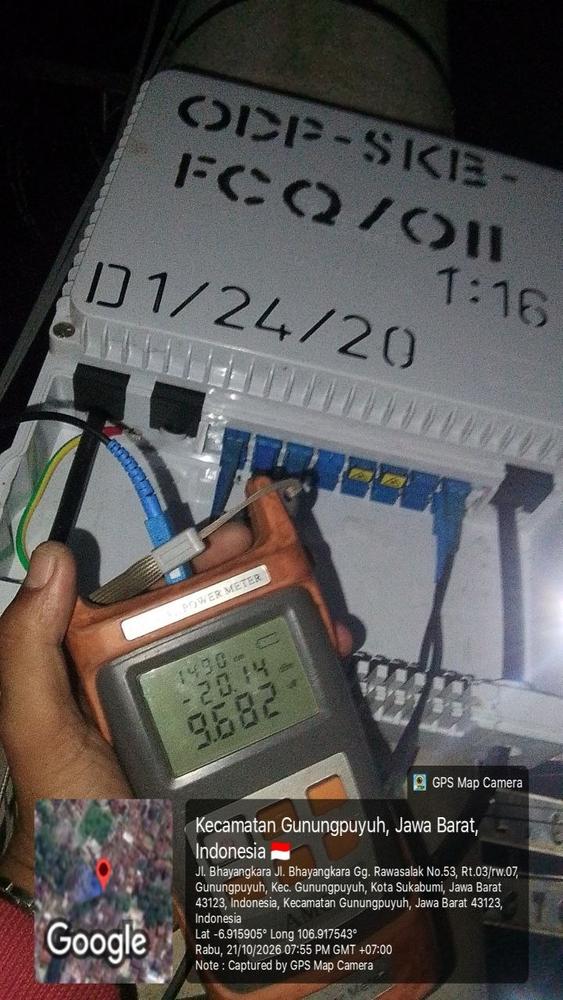 ODP-SKB-
FCQ/011
1:16
D1/24/20
POWER METER
1490 nm
-20.14
9.682
GPS Map Camera
Kecamatan Gunungpuyuh, Jawa Barat,
Indonesia 🇮🇩
Jl. Bhayangkara Jl. Bhayangkara Gg. Rawasalak No.53, Rt.03/rw.07,
Gunungpuyuh, Kec. Gunungpuyuh, Kota Sukabumi, Jawa Barat
43123, Indonesia, Kecamatan Gunungpuyuh, Jawa Barat 43123,
Indonesia
Lat -6.915905° Long 106.917543°
Rabu, 21/10/2026 07:55 PM GMT +07:00
Note : Captured by GPS Map Camera
Google